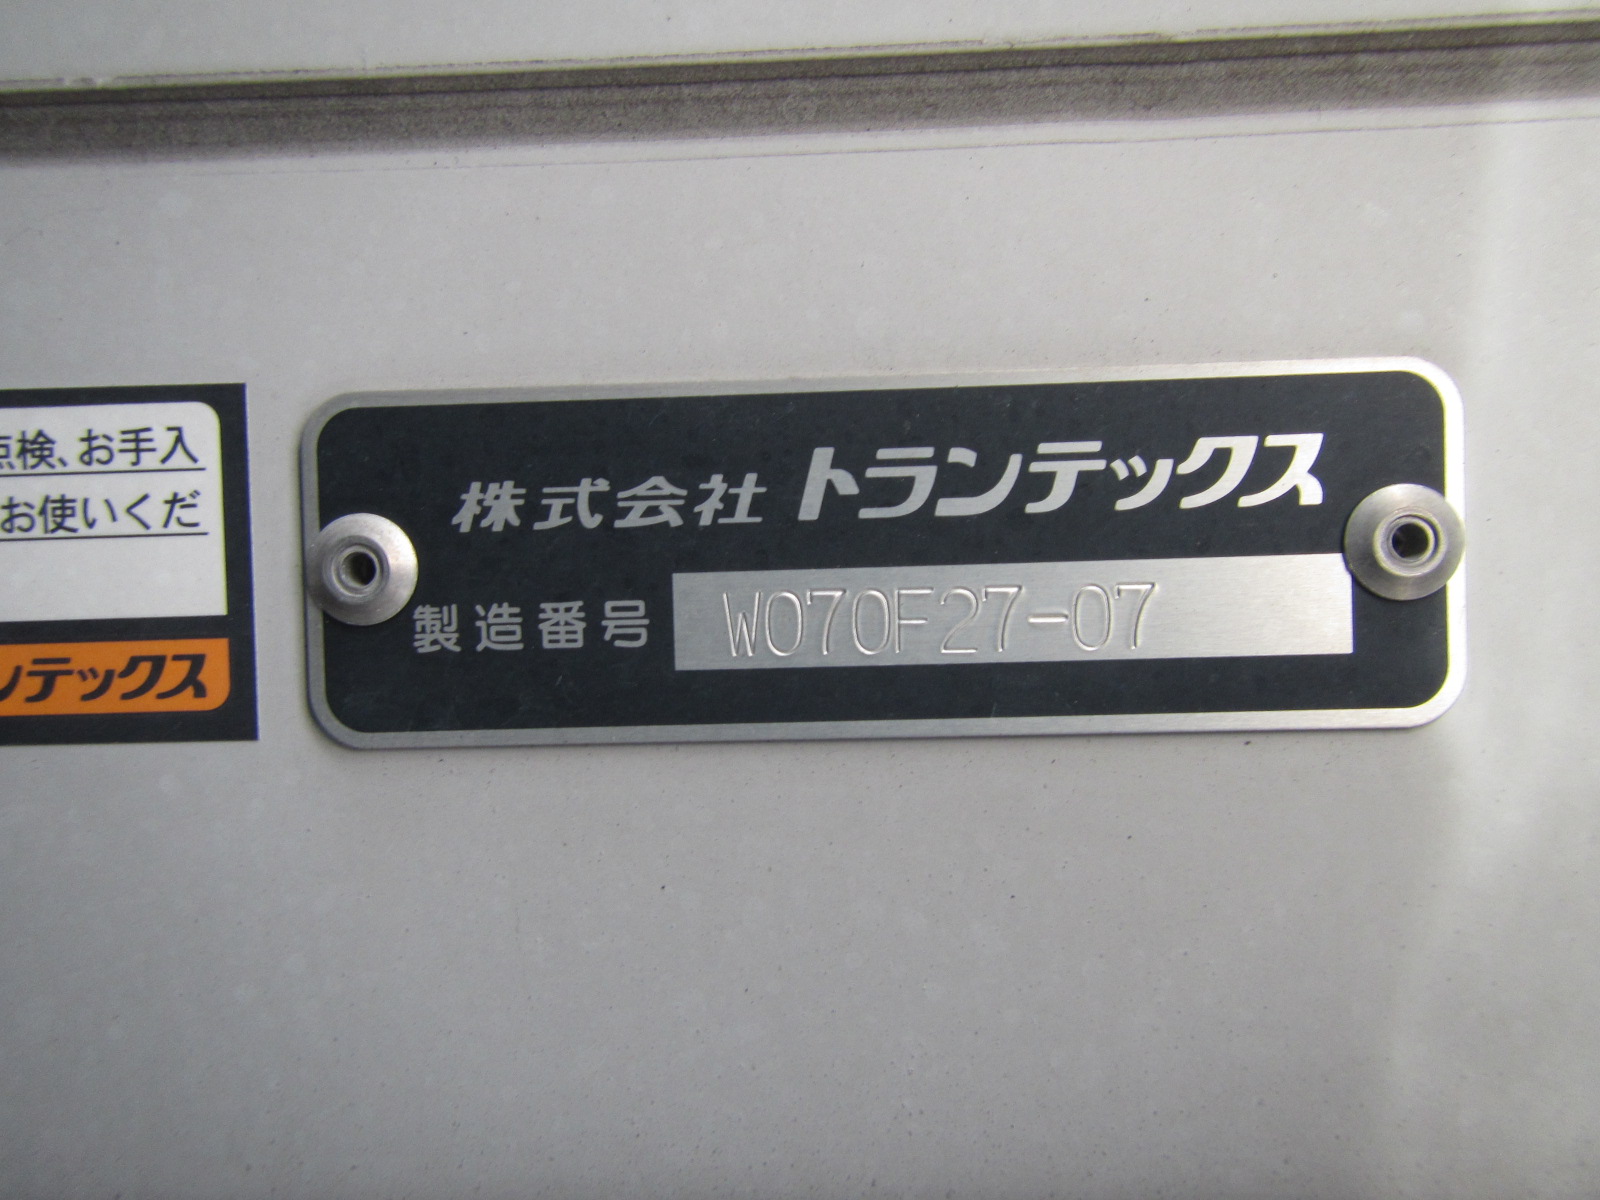 点検、お手入
お使いくだ
ンテックス
株式会社 トランテックス
製造番号 W070F27-07